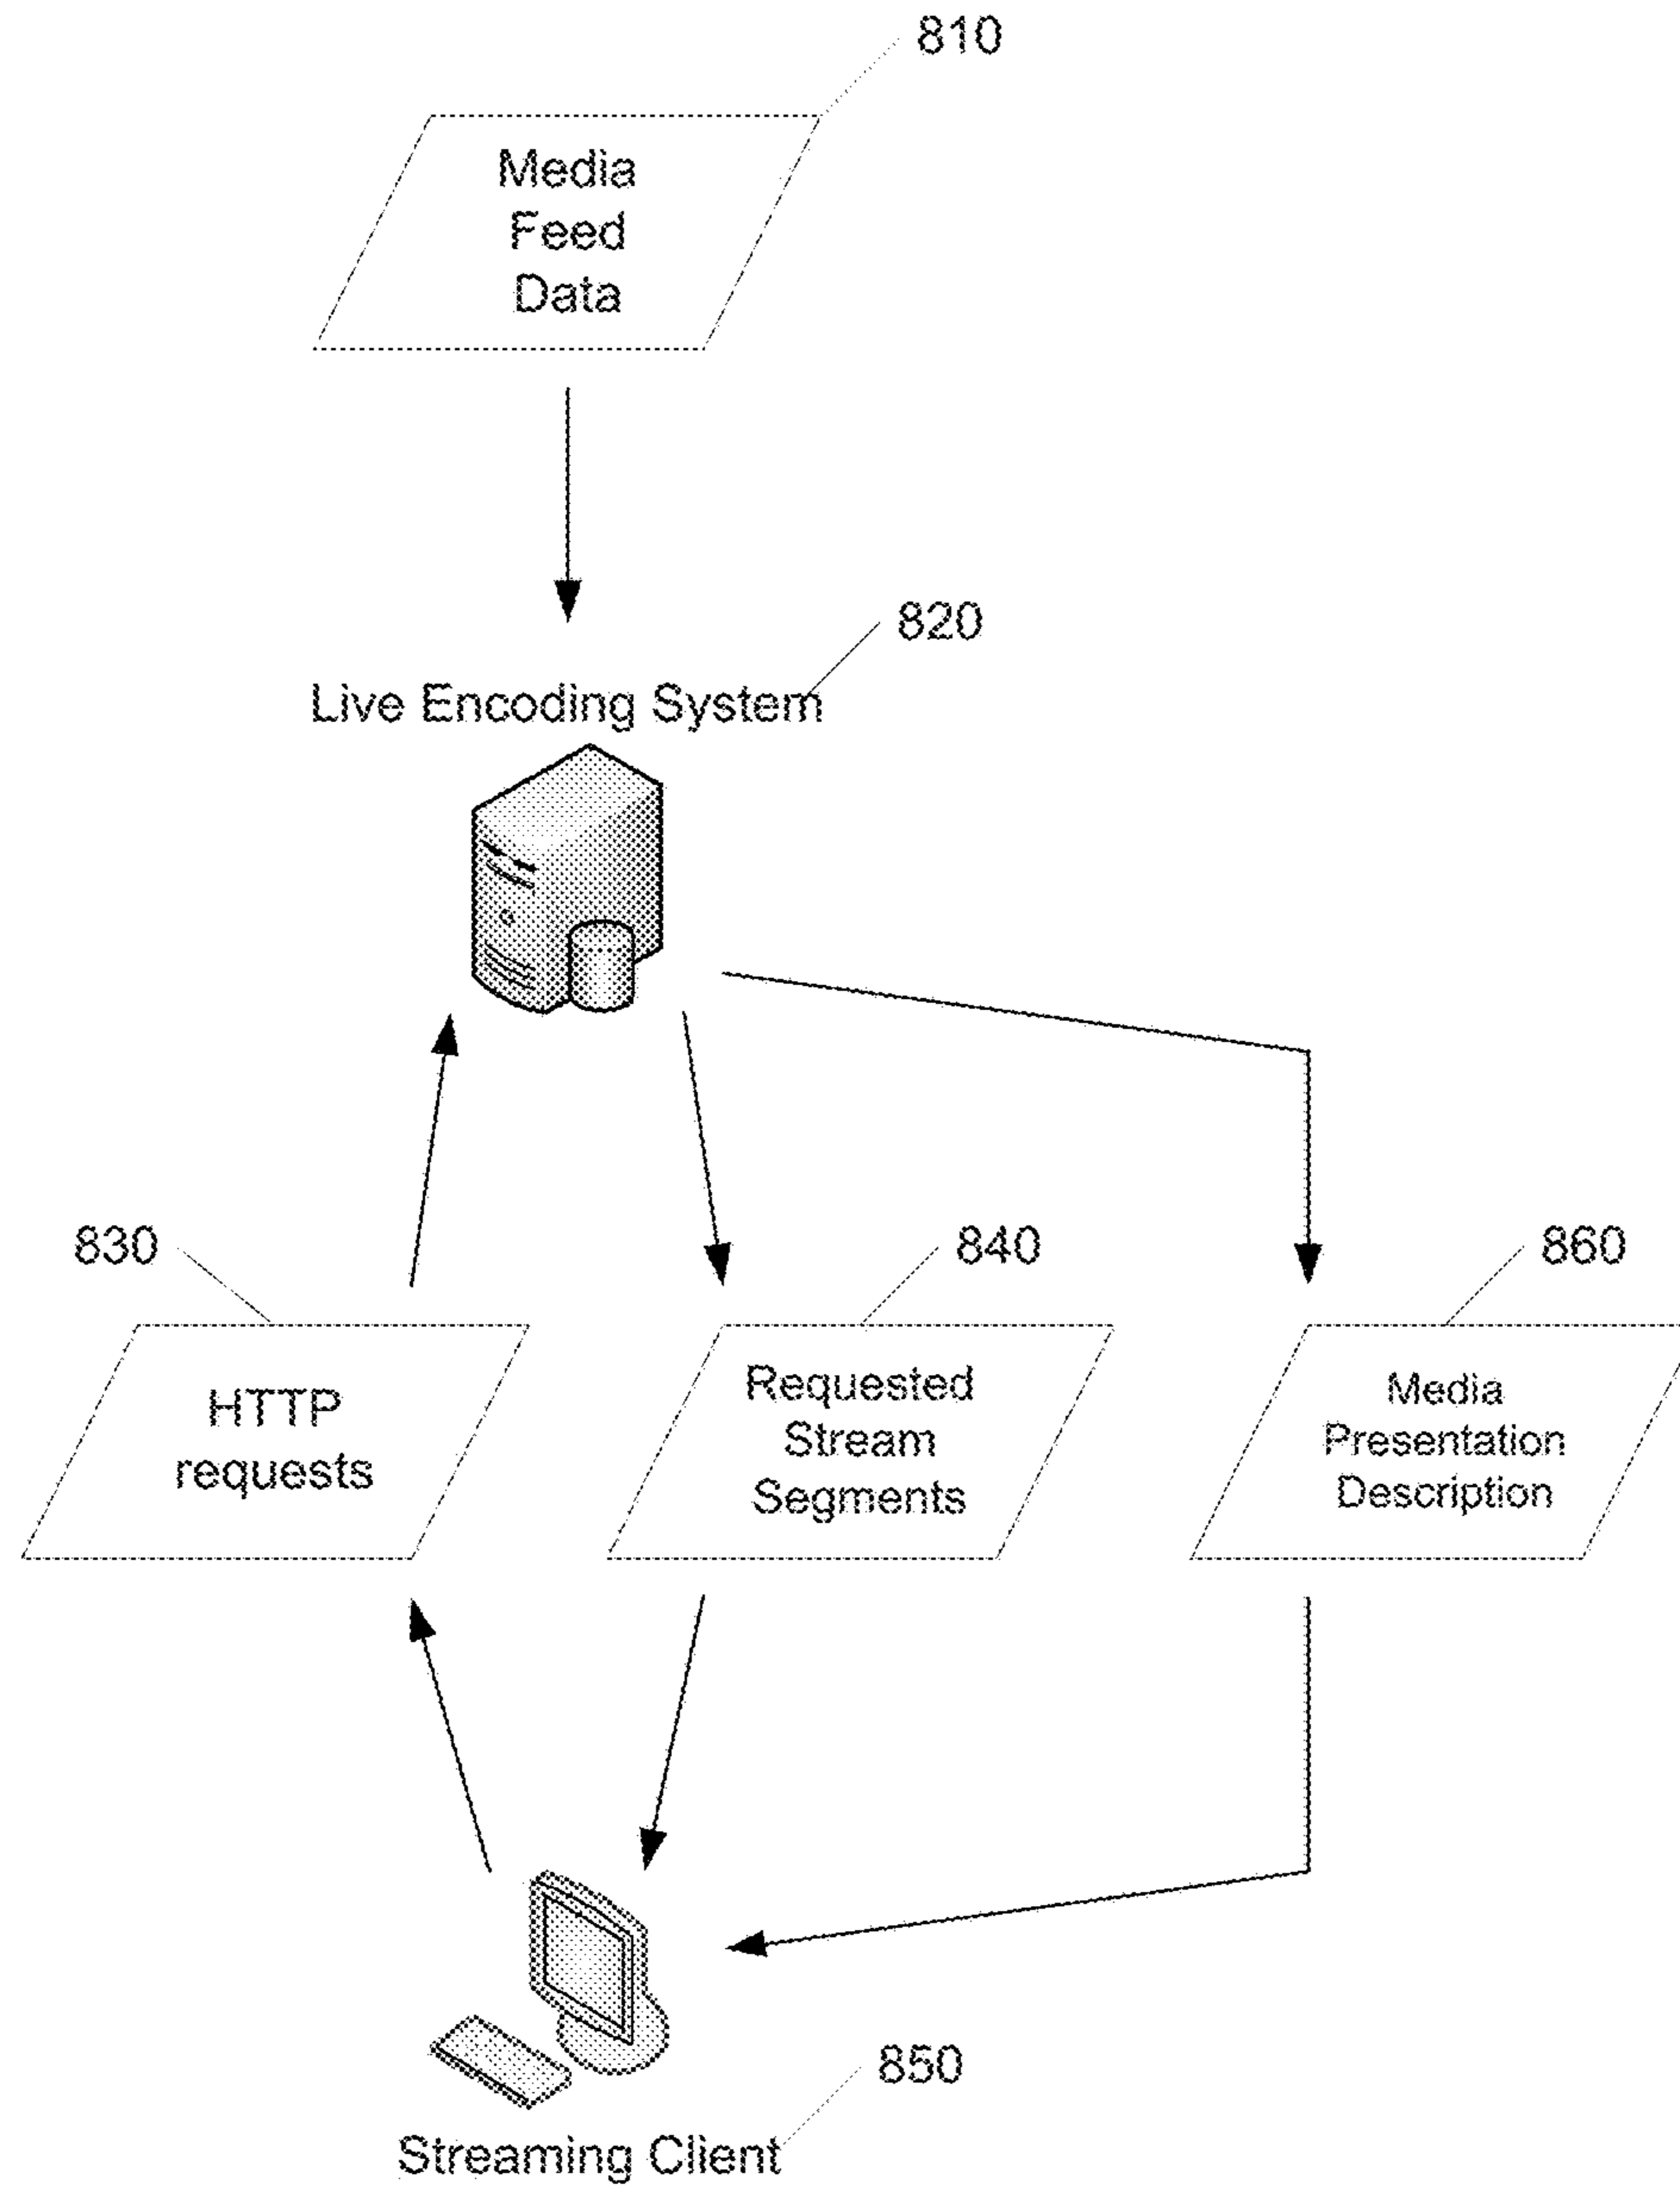 810
Media
Feed
Data
820
Live Encoding System
830
840
860
HTTP
requests
Requested
Stream
Segments
Media
Presentation
Description
850
Streaming Client